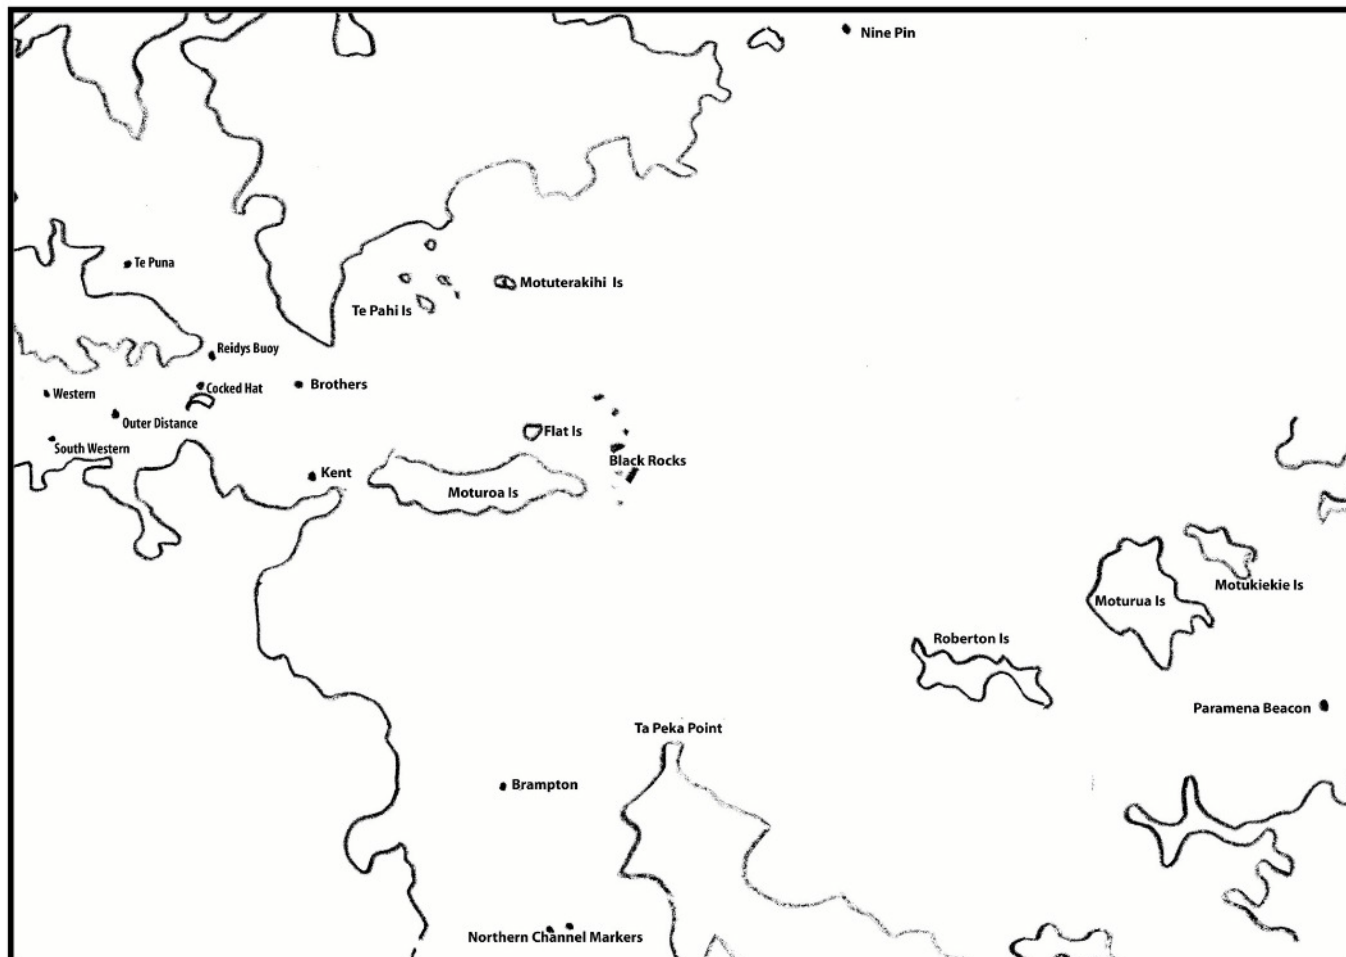 Nine Pin
Te Puna
Motuterakihi Is
Te Pahi Is
Reidys Buoy
Brothers
Cocked Hat
Western
Outer Distance
Flat Is
South Western
Black Rocks
Kent
Moturoa Is
Motukiekie Is
Moturua Is
Roberton Is
Paramena Beacon
Ta Peka Point
Brampton
Northern Channel Markers